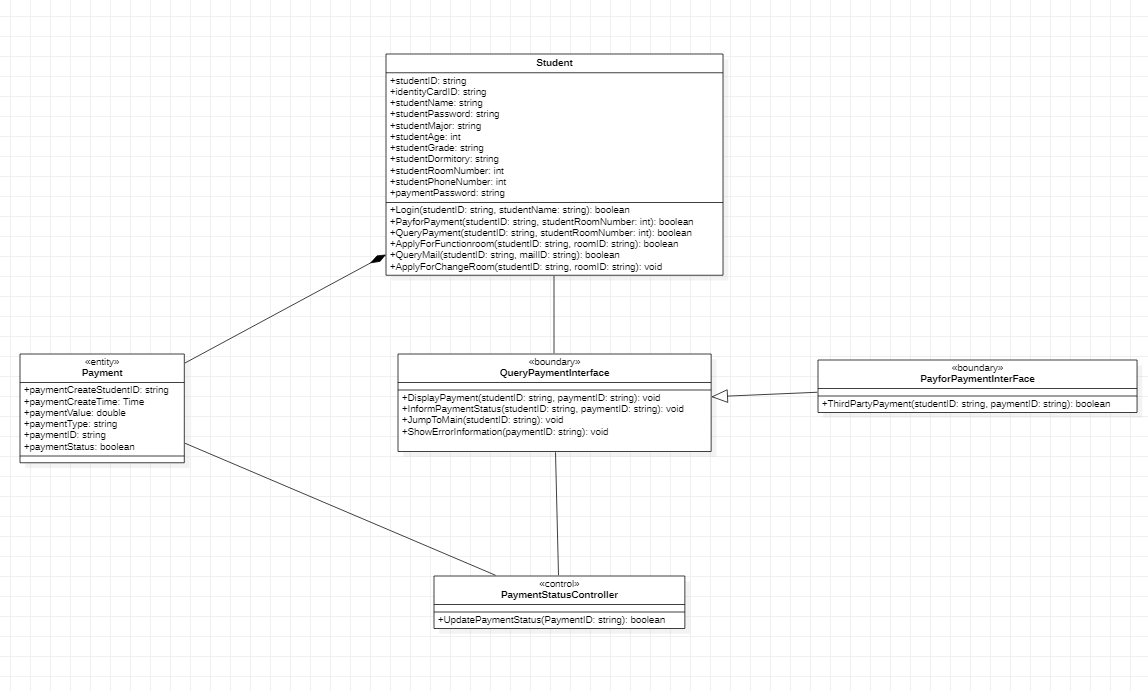 Student
+studentID: string
+identityCardID: string
+studentName: string
+studentPassword: string
+studentMajor: string
+studentAge: int
+studentGrade: string
+studentDormitory: string
+studentRoomNumber: int
+studentPhoneNumber: int
+paymentPassword: string
+Login(studentID: string, studentName: string): boolean
+PayforPayment(studentID: string, studentRoomNumber: int): boolean
+QueryPayment(studentID: string, studentRoomNumber: int): boolean
+ApplyForFunctionroom(studentID: string, roomID: string): boolean
+QueryMail(studentID: string, mailID: string): boolean
+ApplyForChangeRoom(studentID: string, roomID: string): void
«entity»
Payment
+paymentCreateStudentID: string
+paymentCreateTime: Time
+paymentValue: double
+paymentType: string
+paymentID: string
+paymentStatus: boolean
«boundary»
QueryPaymentInterface
+DisplayPayment(studentID: string, paymentID: string): void
+InformPaymentStatus(studentID: string, paymentID: string): void
+JumpToMain(studentID: string): void
+ShowErrorInformation(paymentID: string): void
«boundary»
PayforPaymentInterFace
+ThirdPartyPayment(studentID: string, paymentID: string): boolean
«control»
PaymentStatusController
+UpdatePaymentStatus(PaymentID: string): boolean